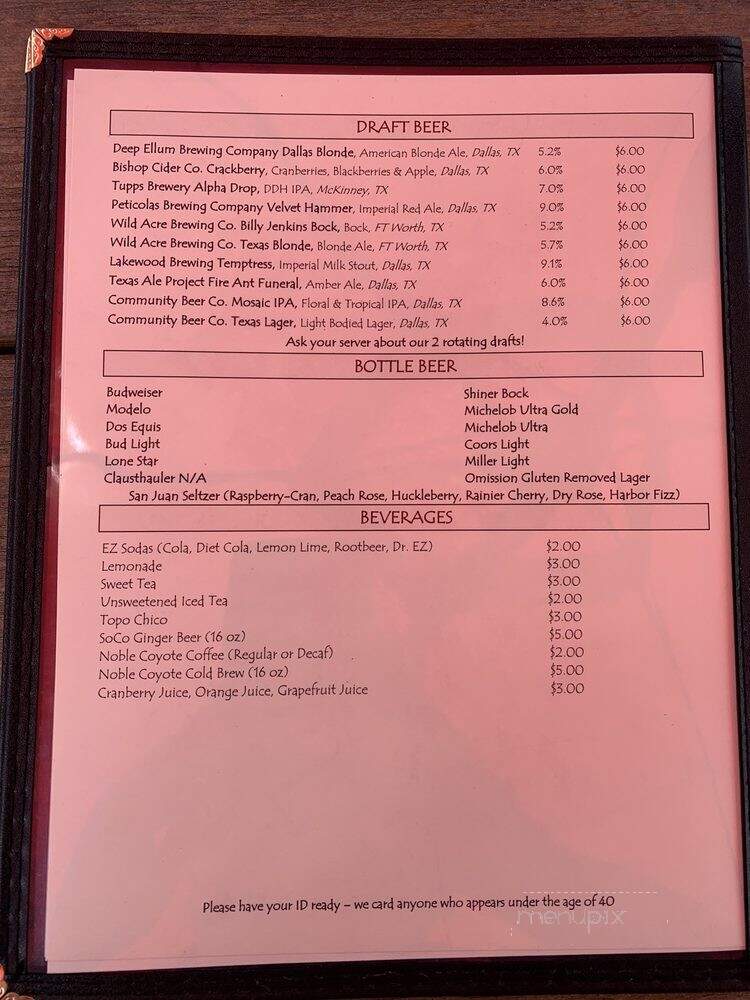 DRAFT BEER
Deep Ellum Brewing Company Dallas Blonde, American Blonde Ale, Dallas, TX 5.2% $6.00
Bishop Cider Co. Crackberry, Cranberries, Blackberries & Apple, Dallas, TX 6.0% $6.00
Tupps Brewery Alpha Drop, DDH IPA, McKinney, TX 7.0% $6.00
Peticolas Brewing Company Velvet Hammer, Imperial Red Ale, Dallas, TX 9.0% $6.00
Wild Acre Brewing Co. Billy Jenkins Bock, Bock, FT Worth, TX 5.2% $6.00
Wild Acre Brewing Co. Texas Blonde, Blonde Ale, FT Worth, TX 5.7% $6.00
Lakewood Brewing Temptress, Imperial Milk Stout, Dallas, TX 9.1% $6.00
Texas Ale Project Fire Ant Funeral, Amber Ale, Dallas, TX 6.0% $6.00
Community Beer Co. Mosaic IPA, Floral & Tropical IPA, Dallas, TX 8.6% $6.00
Community Beer Co. Texas Lager, Light Bodied Lager, Dallas, TX 4.0% $6.00
Ask your server about our 2 rotating drafts!
BOTTLE BEER
Budweiser Shiner Bock
Modelo Michelob Ultra Gold
Dos Equis Michelob Ultra
Bud Light Coors Light
Lone Star Miller Light
Clausthauler N/A Omission Gluten Removed Lager
San Juan Seltzer (Raspberry-Cran, Peach Rose, Huckleberry, Rainier Cherry, Dry Rose, Harbor Fizz)
BEVERAGES
EZ Sodas (Cola, Diet Cola, Lemon Lime, Rootbeer, Dr. EZ) $2.00
Lemonade $3.00
Sweet Tea $3.00
Unsweetened Iced Tea $2.00
Topo Chico $3.00
SoCo Ginger Beer (16 oz) $5.00
Noble Coyote Coffee (Regular or Decaf) $2.00
Noble Coyote Cold Brew (16 oz) $5.00
Cranberry Juice, Orange Juice, Grapefruit Juice $3.00
Please have your ID ready – we card anyone who appears under the age of 40
menupix